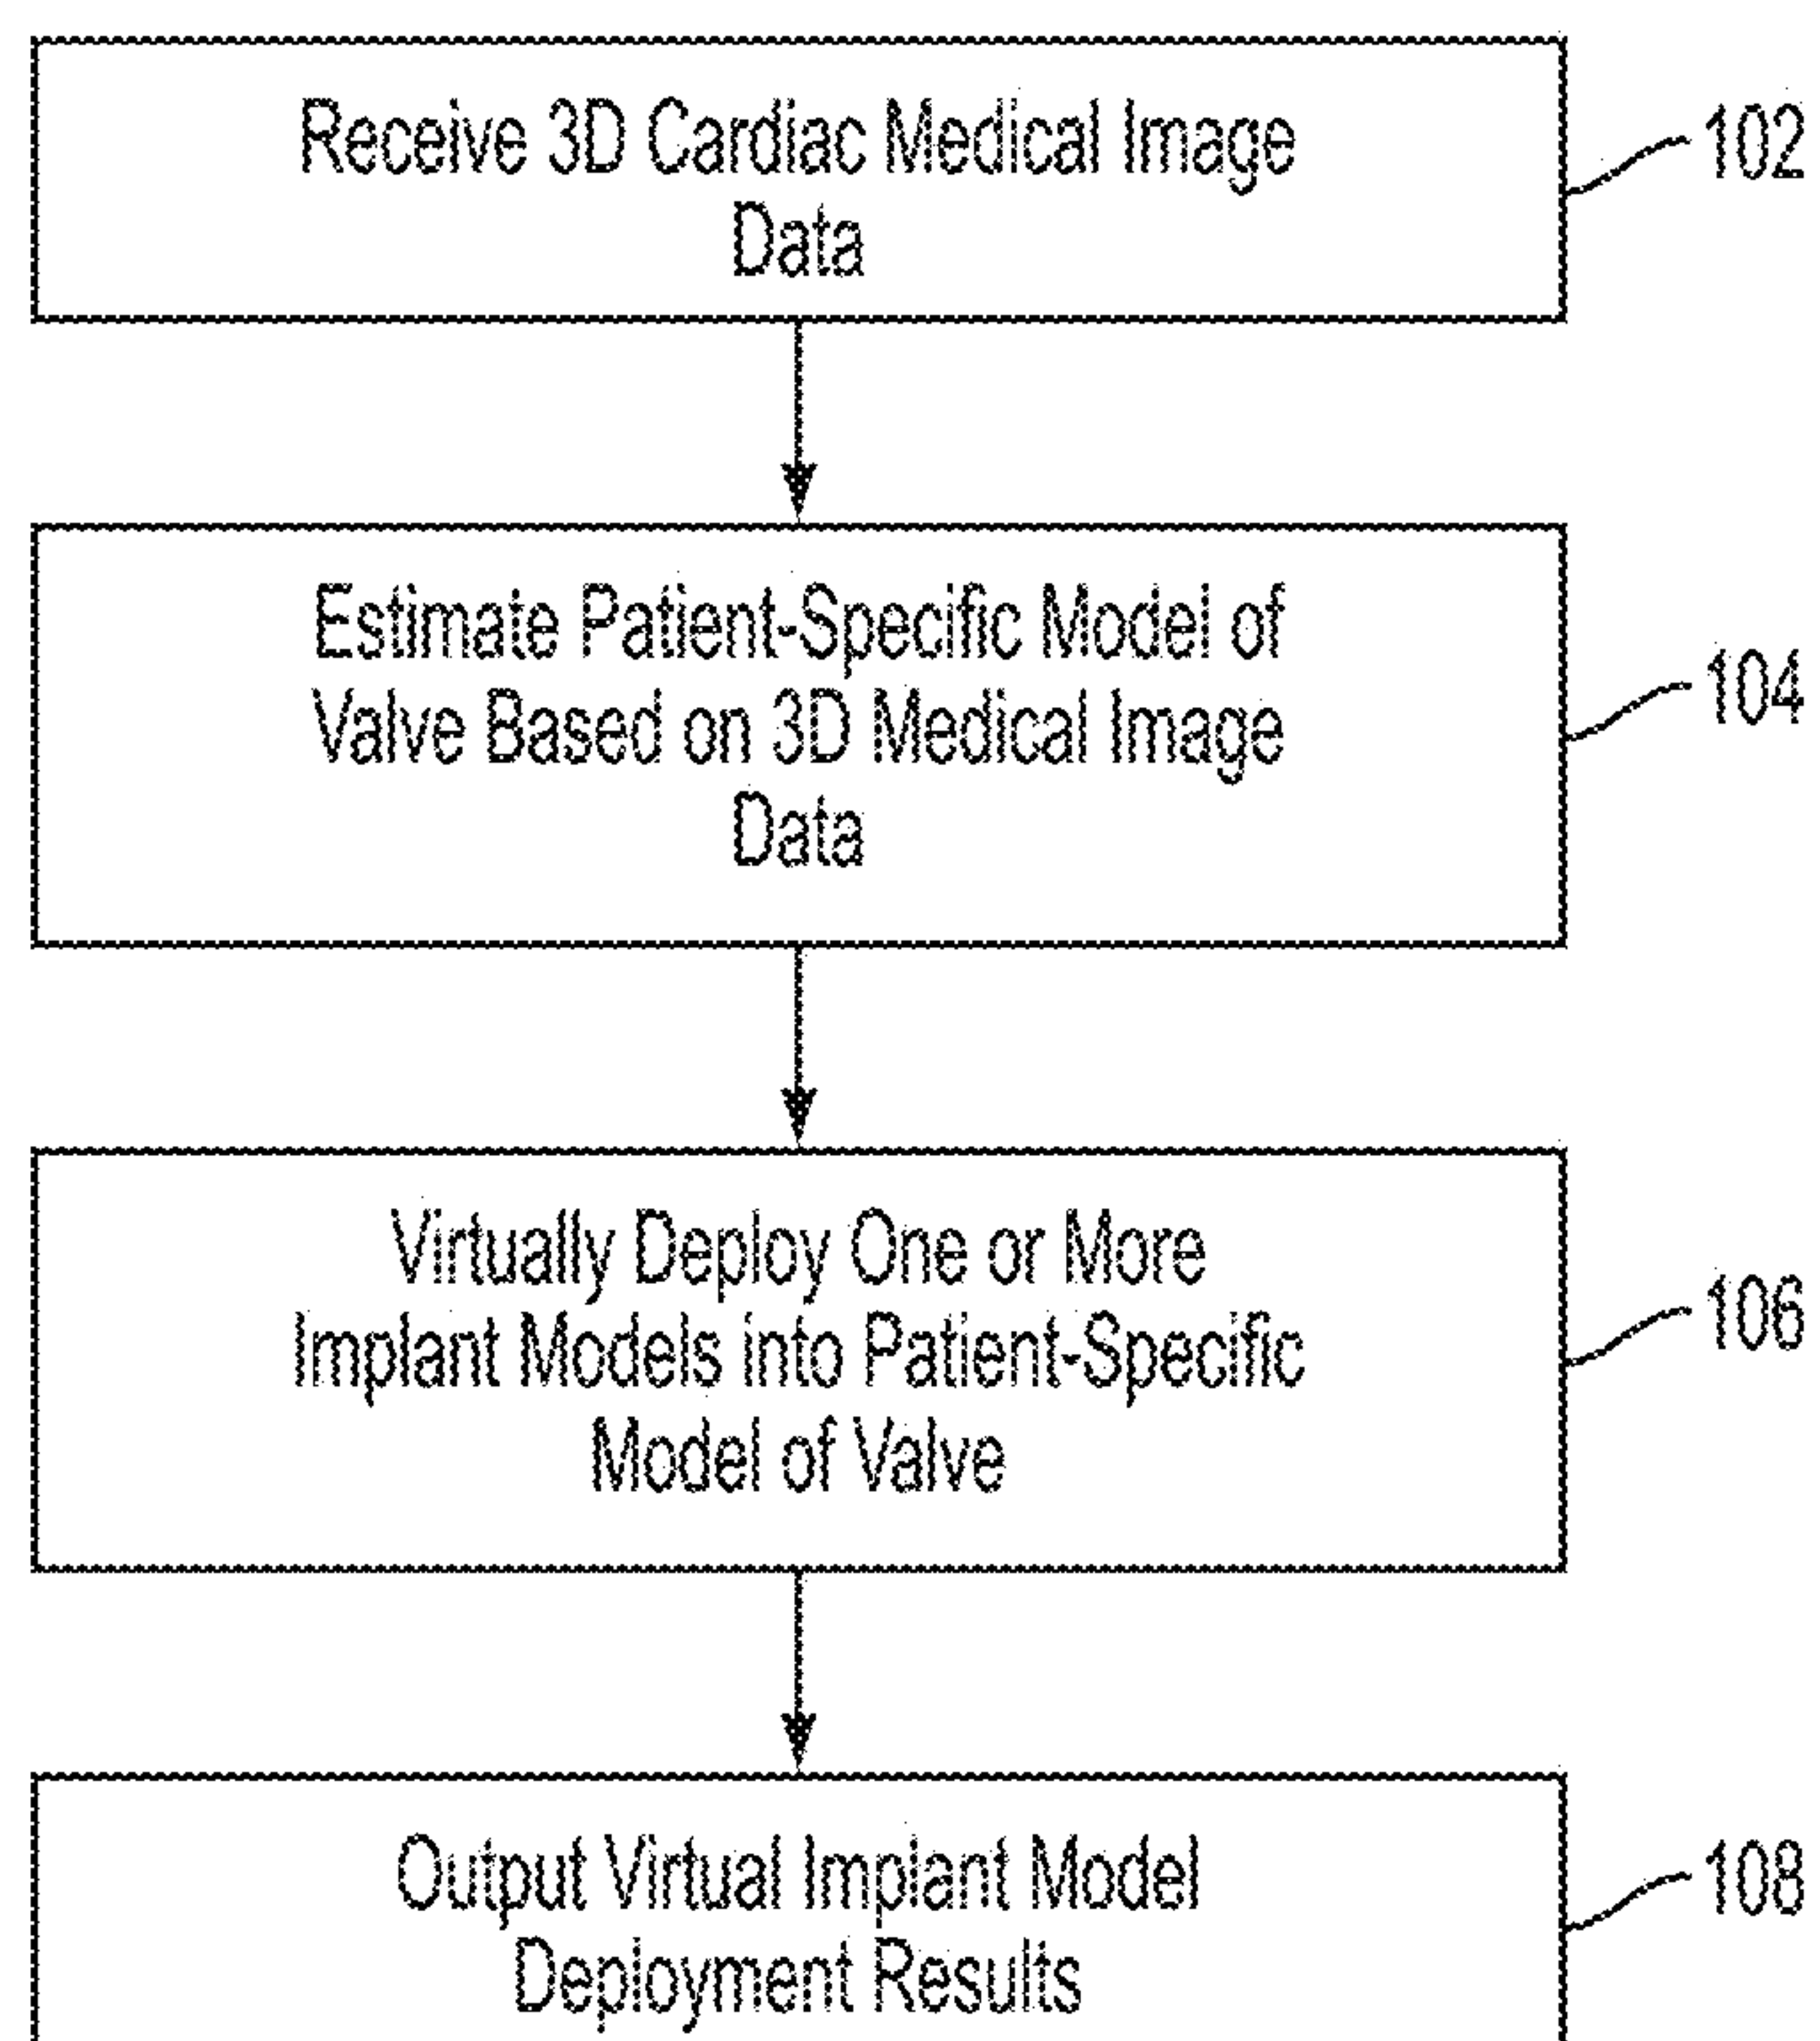 Receive 3D Cardiac Medical Image
Data
102
Estimate Patient-Specific Model of
Valve Based on 3D Medical Image
Data
104
Virtually Deploy One or More
Implant Models into Patient-Specific
Model of Valve
106
Output Virtual Implant Model
Deployment Results
108